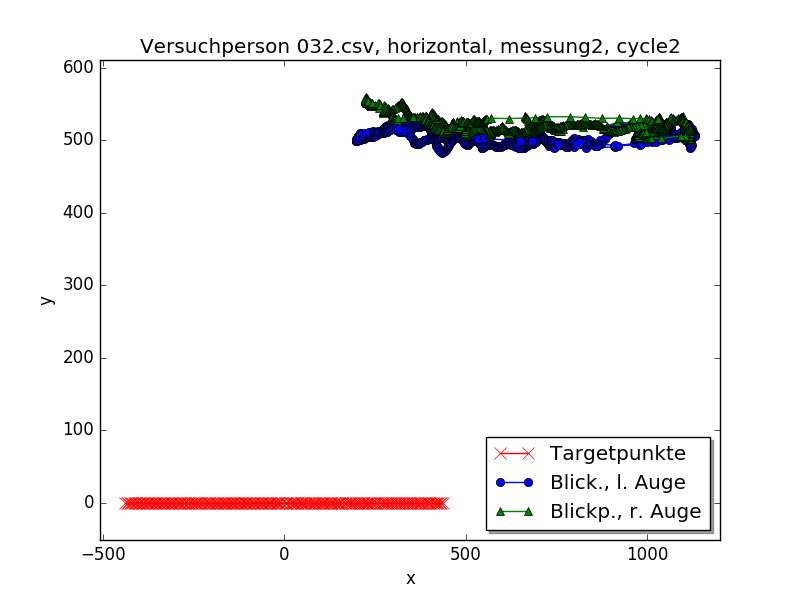 Versuchperson 032.csv, horizontal, messung2, cycle2
600
500
400
300
200
100
0
y
−500
0
500
1000
x
Targetpunkte
Blick., l. Auge
Blickp., r. Auge